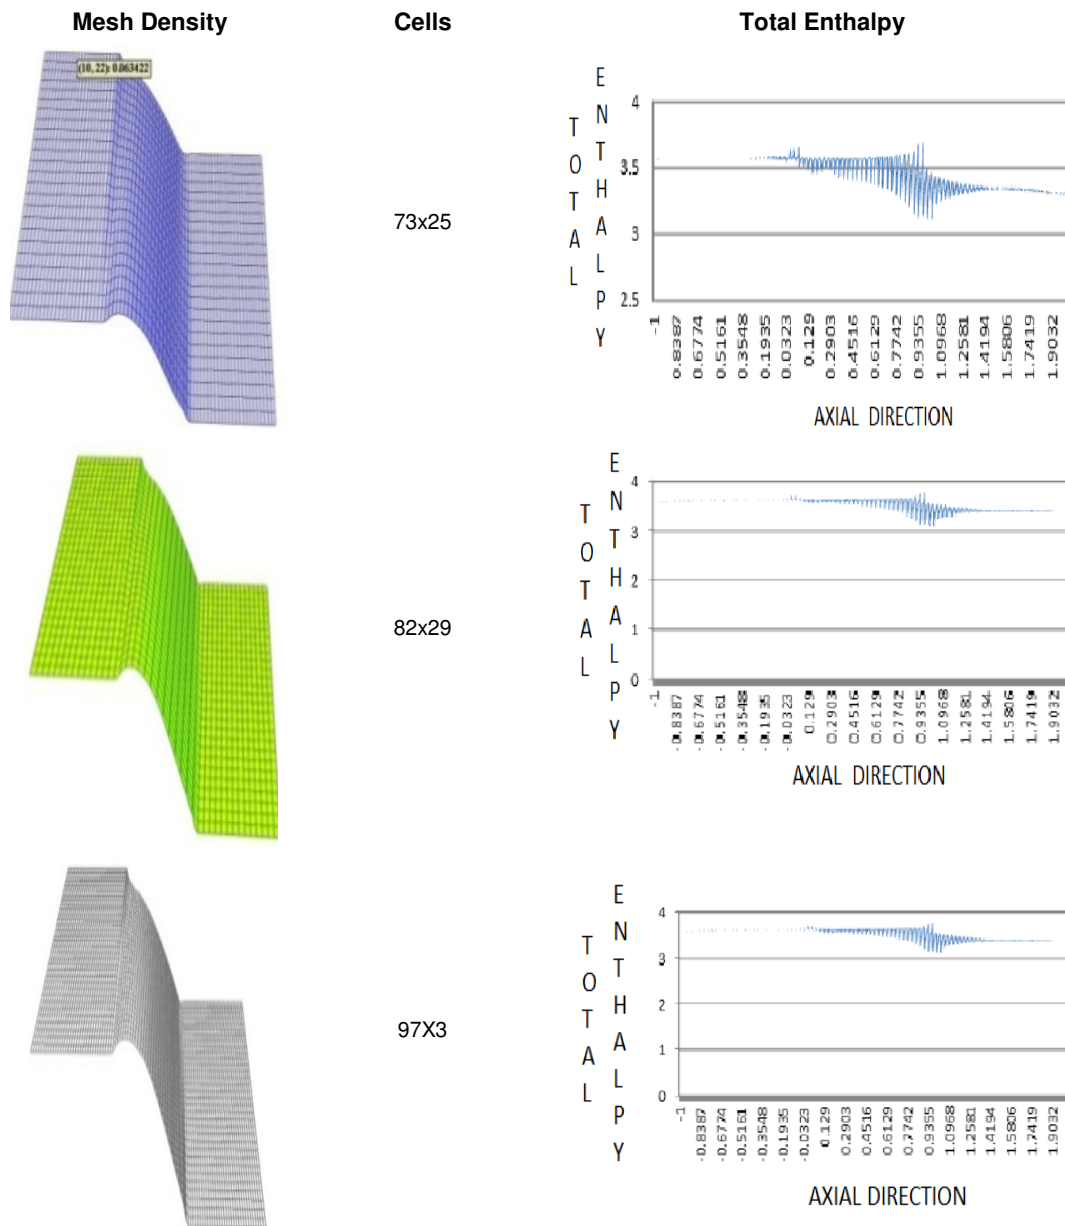 Mesh Density Cells Total Enthalpy
(10, 22): 0.063422
73x25
TOTAL
ENTHALPY
4
3.5
3
2.5
-1 0.8387 0.6774 0.5161 0.3548 0.1935 0.0323 0.129 0.2903 0.4516 0.6129 0.7742 0.9355 1.0968 1.2581 1.4194 1.5806 1.7419 1.9032
AXIAL DIRECTION
82x29
TOTAL
ENTHALPY
4
3
2
1
0
-1 -0.8387 -0.6774 -0.5161 -0.3548 -0.1935 -0.0323 0.129 0.2903 0.4516 0.6129 0.7742 0.9355 1.0968 1.2581 1.4194 1.5806 1.7419 1.9032
AXIAL DIRECTION
97X3
TOTAL
ENTHALPY
4
3
2
1
0
-1 -0.8387 -0.6774 -0.5161 -0.3548 -0.1935 -0.0323 0.129 0.2903 0.4516 0.6129 0.7742 0.9355 1.0968 1.2581 1.4194 1.5806 1.7419 1.9032
AXIAL DIRECTION